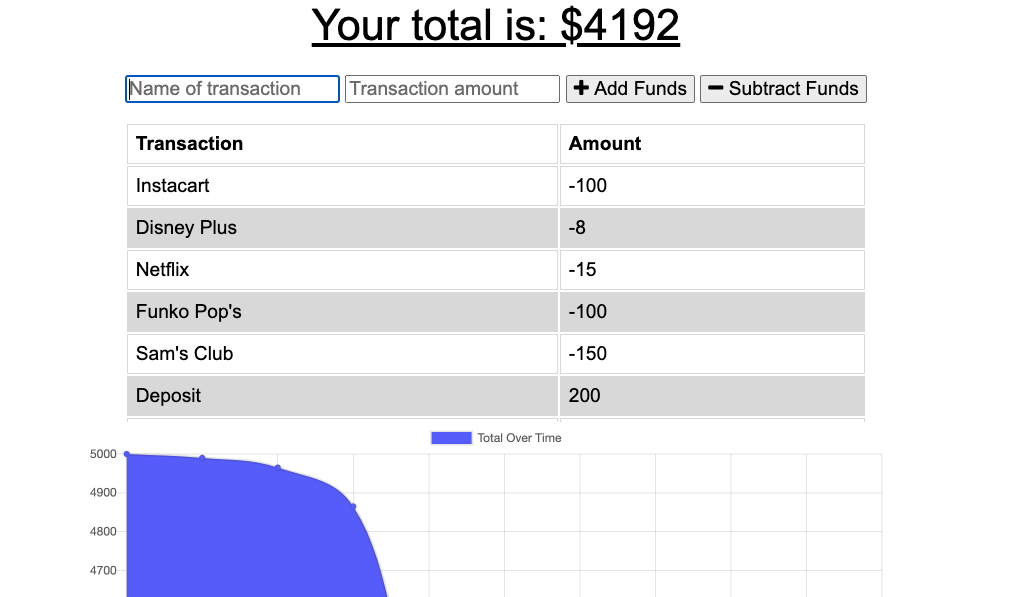 Your total is: $4192
Name of transaction Transaction amount Add Funds Subtract Funds
Transaction Amount
Instacart -100
Disney Plus -8
Netflix -15
Funko Pop's -100
Sam's Club -150
Deposit 200
Total Over Time
5000
4900
4800
4700